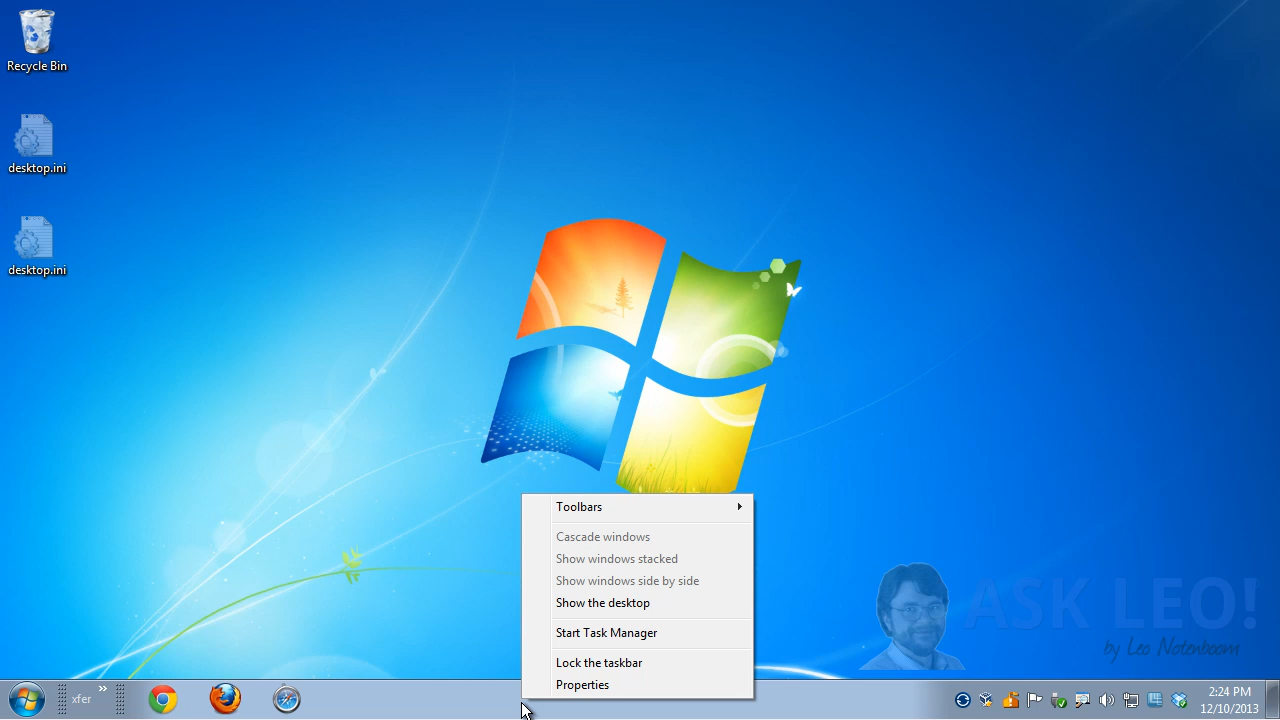 Recycle Bin
desktop.ini
desktop.ini
Toolbars
Cascade windows
Show windows stacked
Show windows side by side
Show the desktop
Start Task Manager
Lock the taskbar
Properties
ASK LEO!
by Leo Notenboom
xfer
2:24 PM
12/10/2013